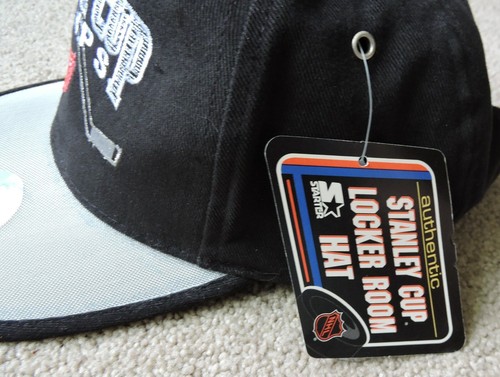 authentic
STANLEY CUP
LOCKER ROOM
HAT
STARTER
NHL